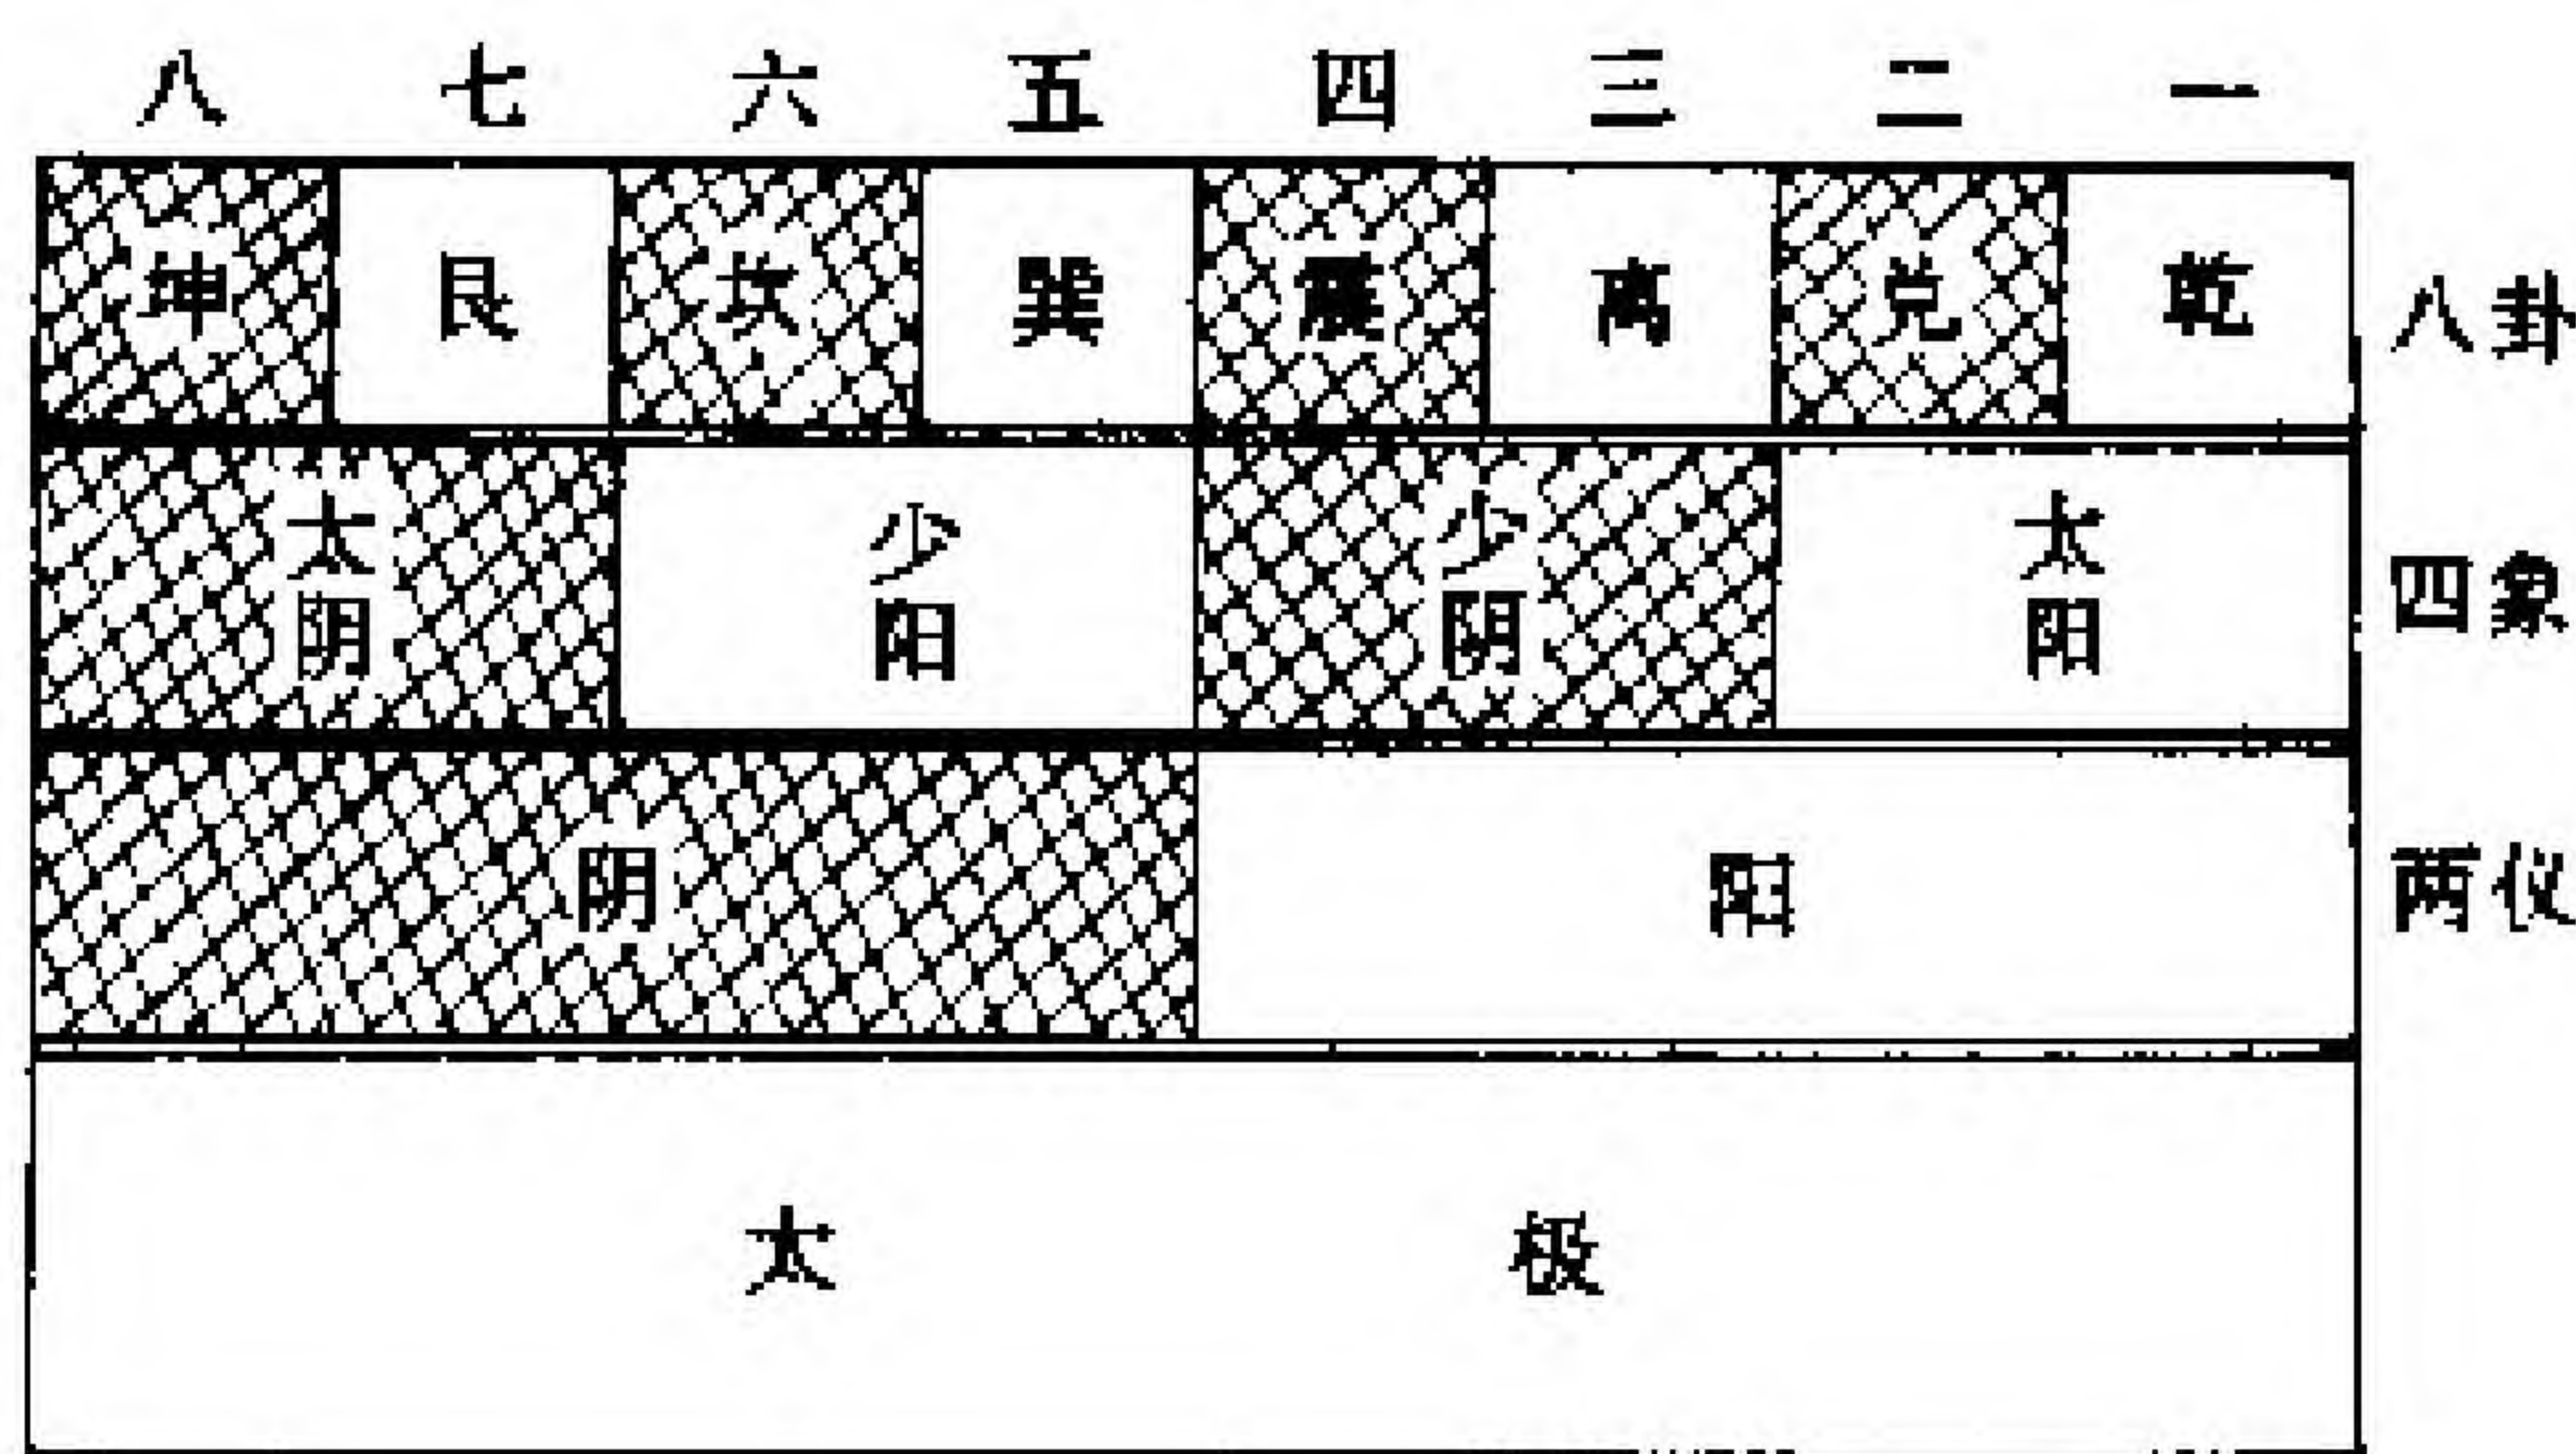 八 七 六 五 四 三 二 一
坤 艮 坎 巽 震 离 兑 乾 八卦
太阴 少阳 少阴 太阳 四象
阴 阳 两仪
太 极